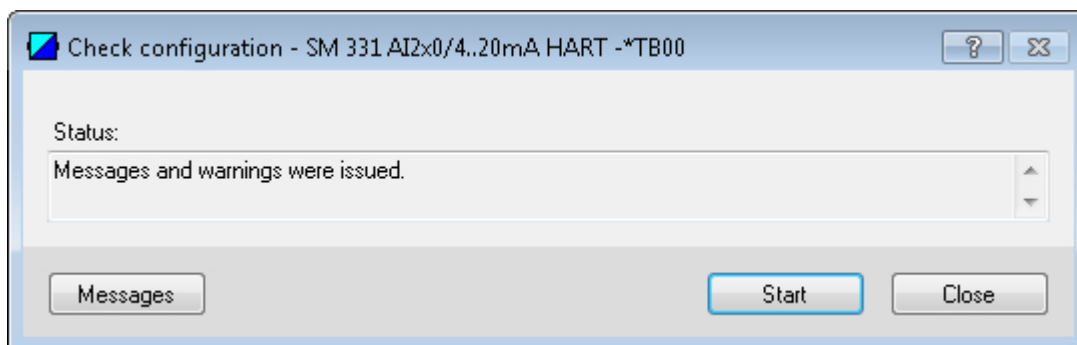 Check configuration - SM 331 AI2x0/4..20mA HART -*TB00
?
Status:
Messages and warnings were issued.
Messages
Start
Close